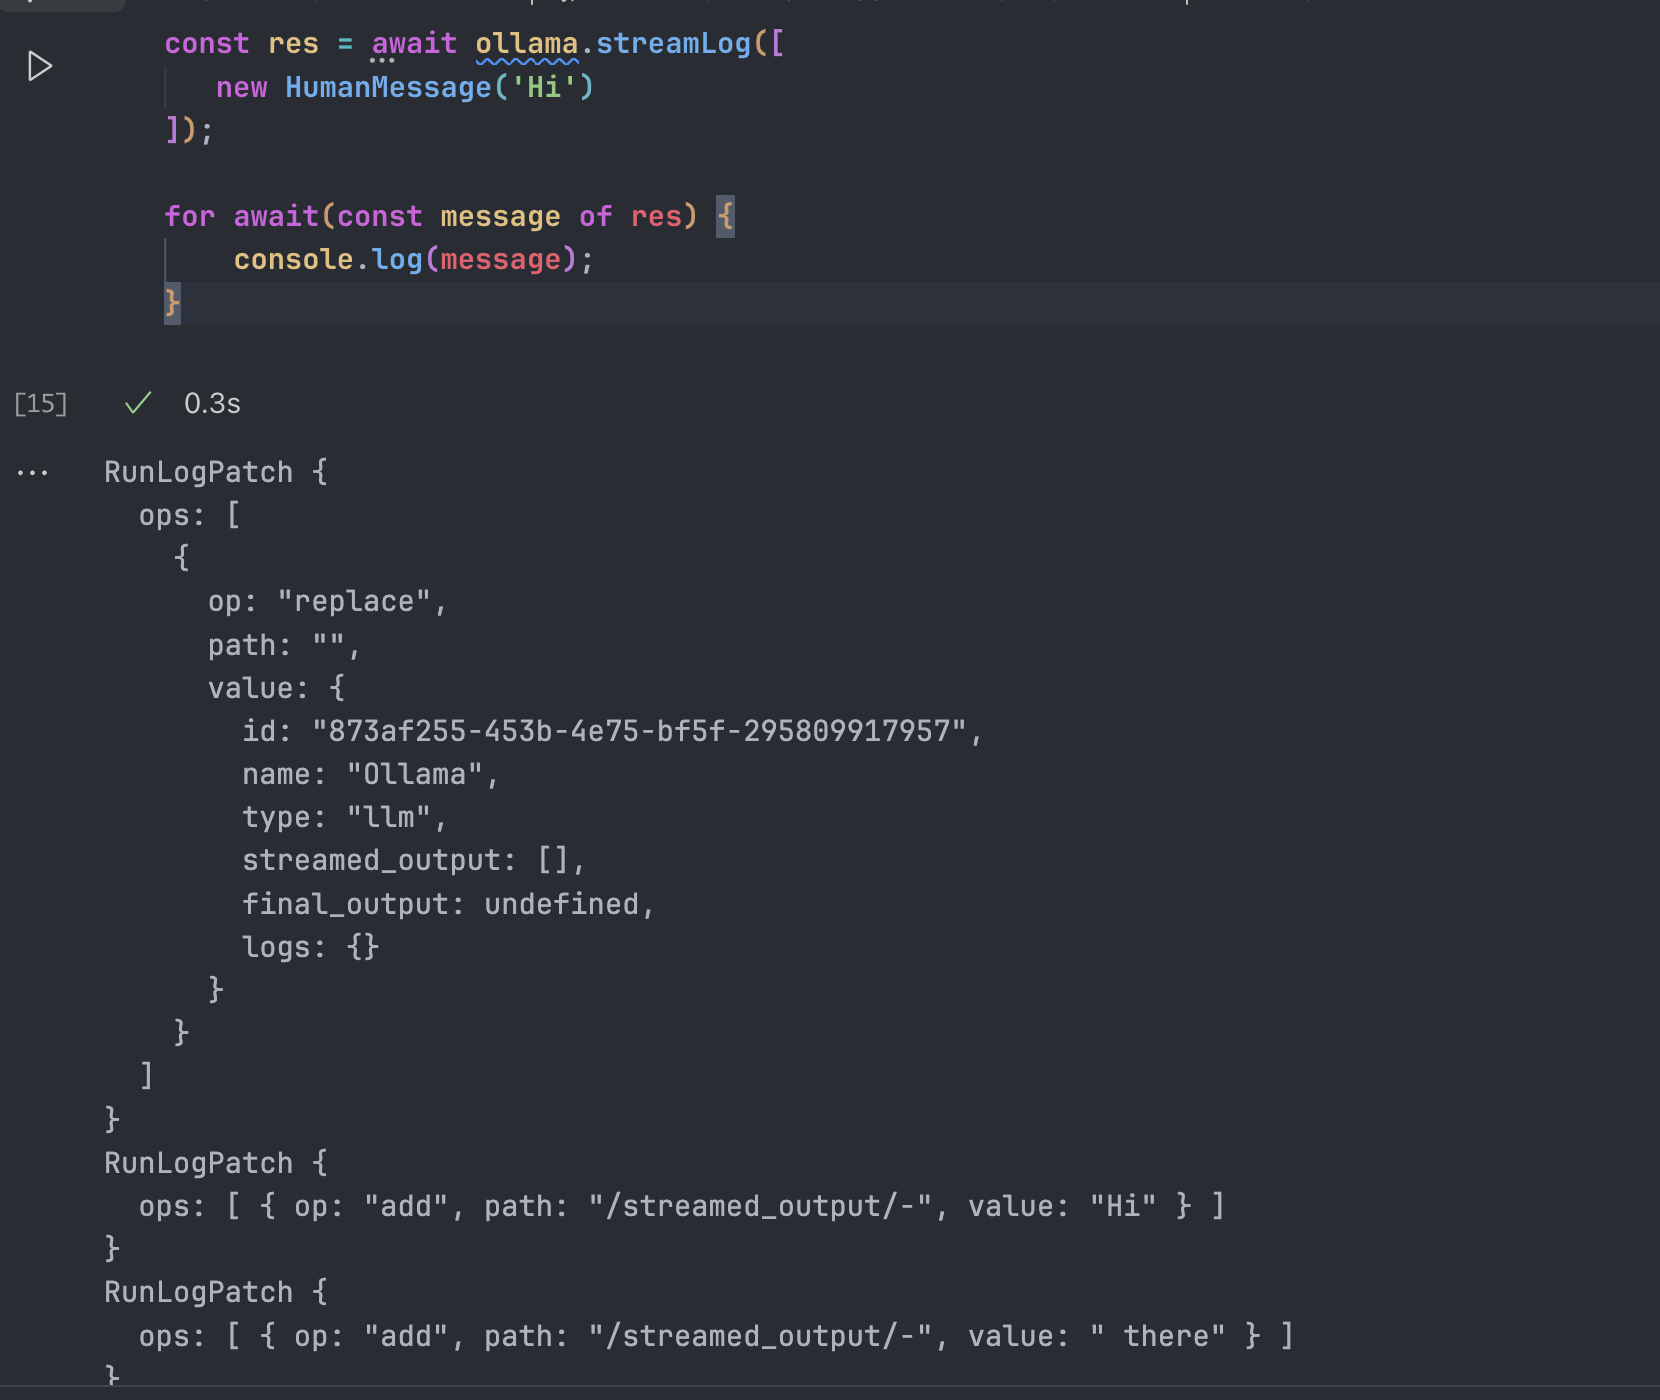 const res = await ollama.streamLog([
   new HumanMessage('Hi')
]);
for await(const message of res) {
    console.log(message);
}
[15] 0.3s
... RunLogPatch {
  ops: [
    {
      op: "replace",
      path: "",
      value: {
        id: "873af255-453b-4e75-bf5f-295809917957",
        name: "Ollama",
        type: "llm",
        streamed_output: [],
        final_output: undefined,
        logs: {}
      }
    }
  ]
}
RunLogPatch {
  ops: [ { op: "add", path: "/streamed_output/-", value: "Hi" } ]
}
RunLogPatch {
  ops: [ { op: "add", path: "/streamed_output/-", value: " there" } ]
}